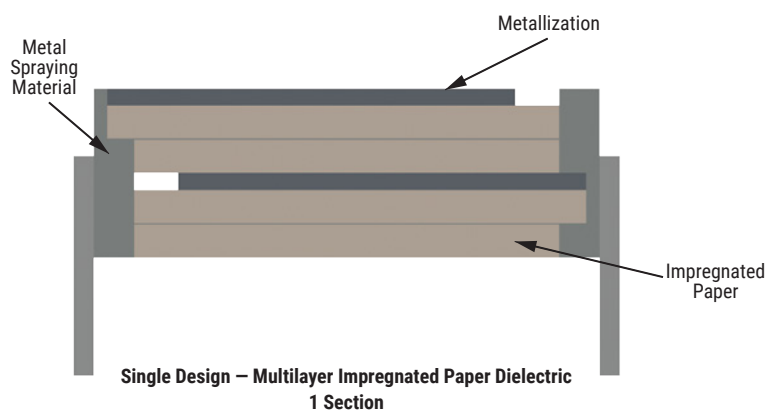 Metallization
Metal
Spraying
Material
Impregnated
Paper
Single Design — Multilayer Impregnated Paper Dielectric
1 Section